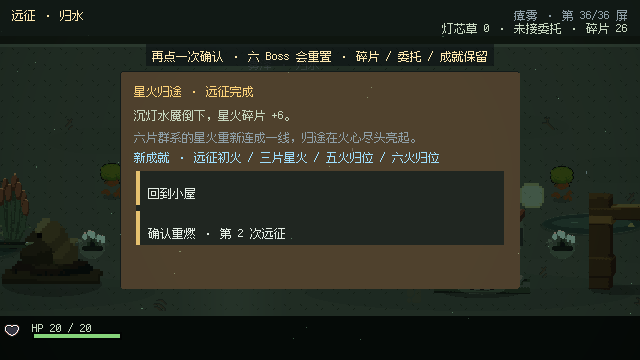 远征 · 归水
瘴雾 · 第 36/36 屏
灯芯草 0 · 未接委托 · 碎片 26
再点一次确认 · 六 Boss 会重置 · 碎片 / 委托 / 成就保留
星火归途 · 远征完成
沉灯水魇倒下，星火碎片 +6。
六片群系的星火重新连成一线，归途在火心尽头亮起。
新成就 · 远征初火 / 三片星火 / 五火归位 / 六火归位
回到小屋
确认重燃 · 第 2 次远征
HP 20 / 20